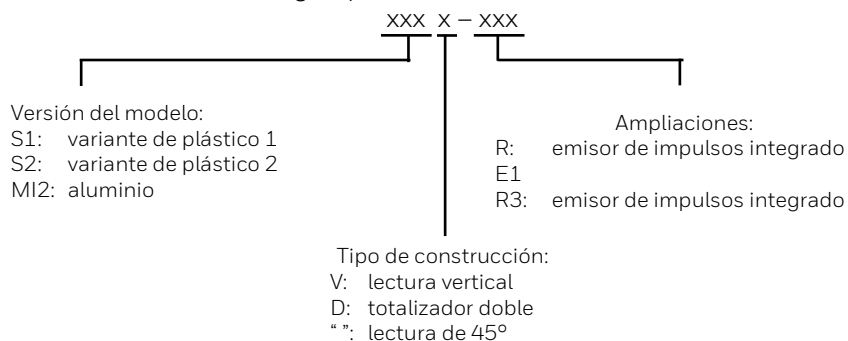 xxx x – xxx
Versión del modelo:
S1: variante de plástico 1
S2: variante de plástico 2
MI2: aluminio
Ampliaciones:
R: emisor de impulsos integrado
E1
R3: emisor de impulsos integrado
Tipo de construcción:
V: lectura vertical
D: totalizador doble
“ ”: lectura de 45°